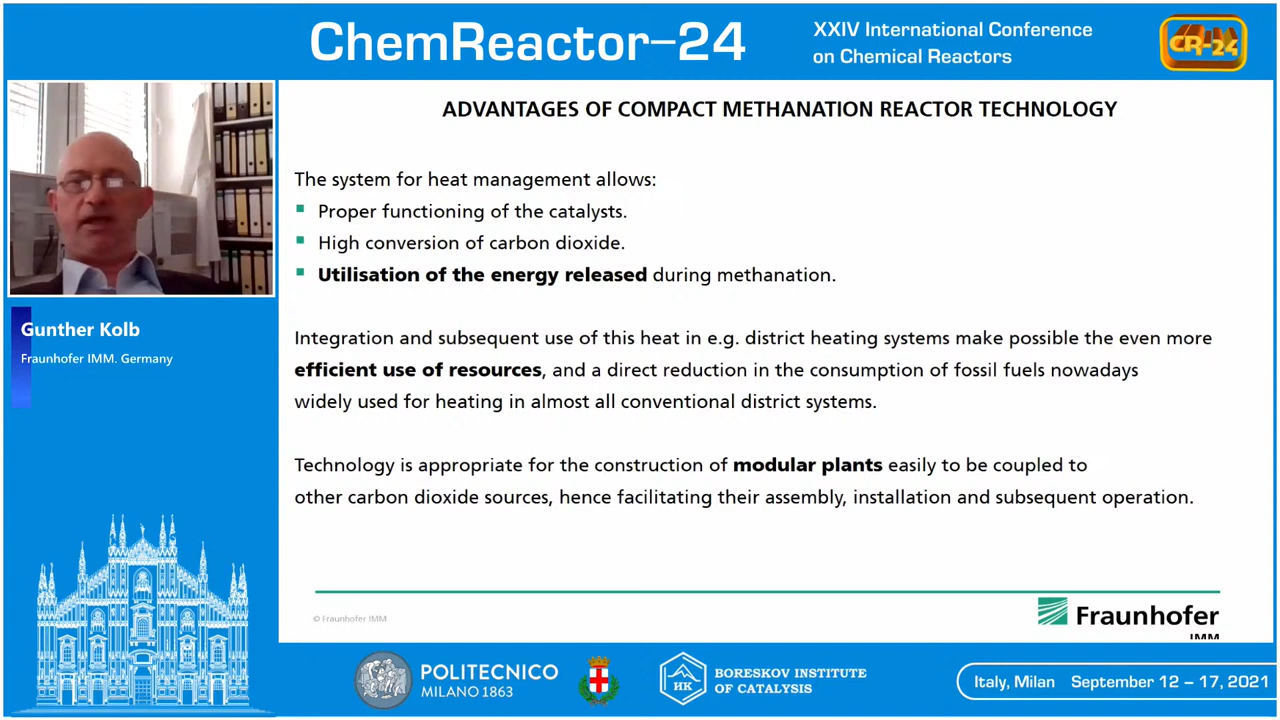 ChemReactor–24
XXIV International Conference
on Chemical Reactors
CR-24
ADVANTAGES OF COMPACT METHANATION REACTOR TECHNOLOGY
The system for heat management allows:
Proper functioning of the catalysts.
High conversion of carbon dioxide.
Utilisation of the energy released during methanation.
Integration and subsequent use of this heat in e.g. district heating systems make possible the even more
efficient use of resources, and a direct reduction in the consumption of fossil fuels nowadays
widely used for heating in almost all conventional district systems.
Technology is appropriate for the construction of modular plants easily to be coupled to
other carbon dioxide sources, hence facilitating their assembly, installation and subsequent operation.
Gunther Kolb
Fraunhofer IMM. Germany
© Fraunhofer IMM
Fraunhofer
IMM
POLITECNICO
MILANO 1863
НК
BORESKOV INSTITUTE
OF CATALYSIS
Italy, Milan September 12 – 17, 2021